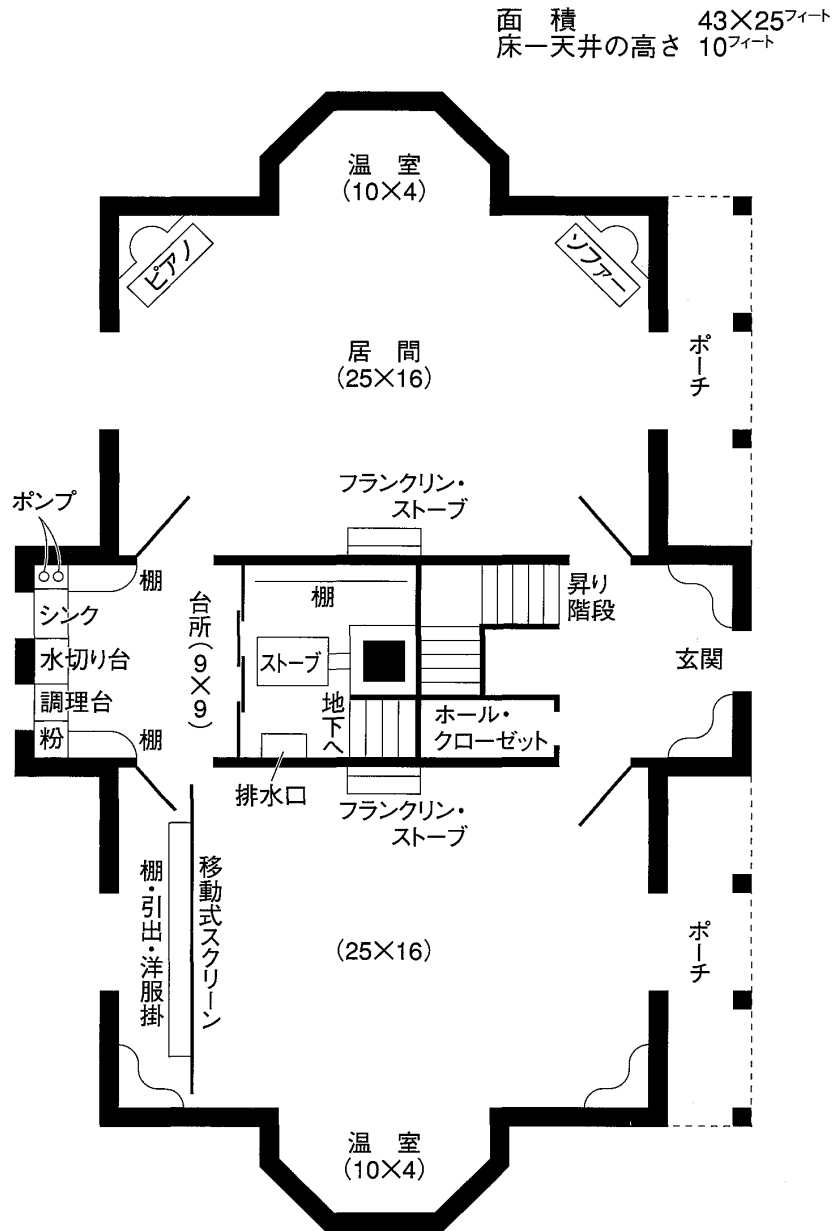 面 積 43×25フィート
床ー天井の高さ 10フィート
温 室
(10×4)
ピアノ
ソファー
居 間
(25×16)
ポーチ
フランクリン・
ストーブ
ポンプ
棚
シンク
水切り台
調理台
粉
棚
台所(9×9)
棚
ストーブ
地下へ
排水口
昇り
階段
ホール・
クローゼット
玄関
フランクリン・
ストーブ
棚・引出・洋服掛
移動式スクリーン
(25×16)
ポーチ
温 室
(10×4)